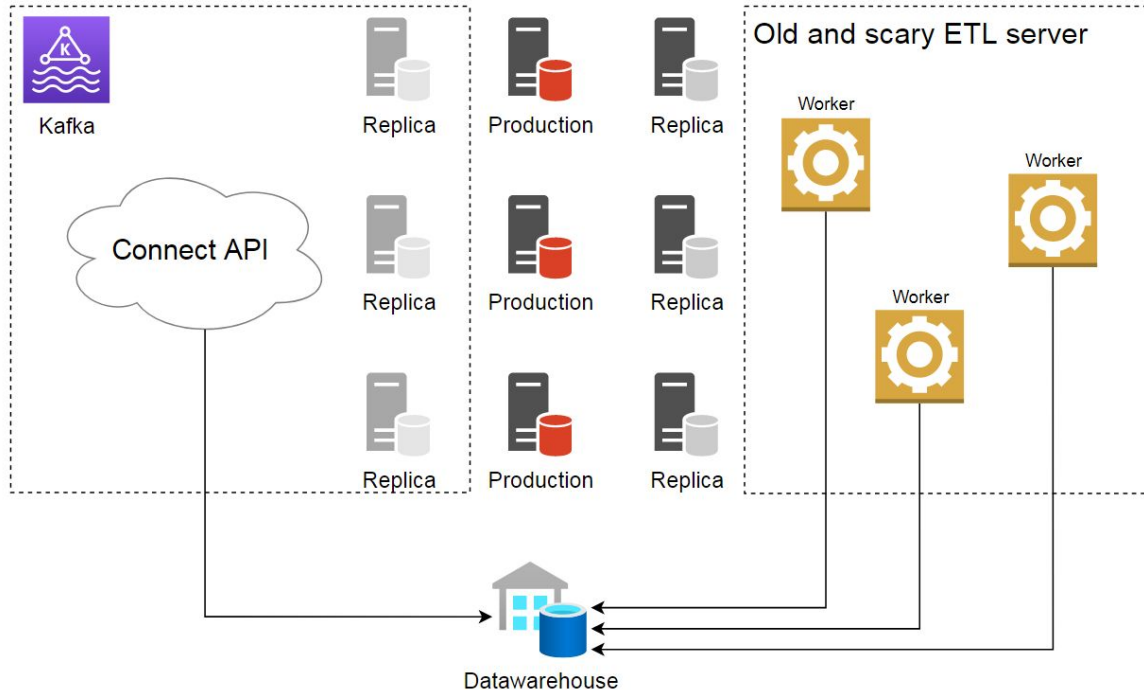 Old and scary ETL server
Kafka
Replica
Production
Replica
Worker
Worker
Connect API
Replica
Production
Replica
Worker
Replica
Production
Replica
Datawarehouse
K